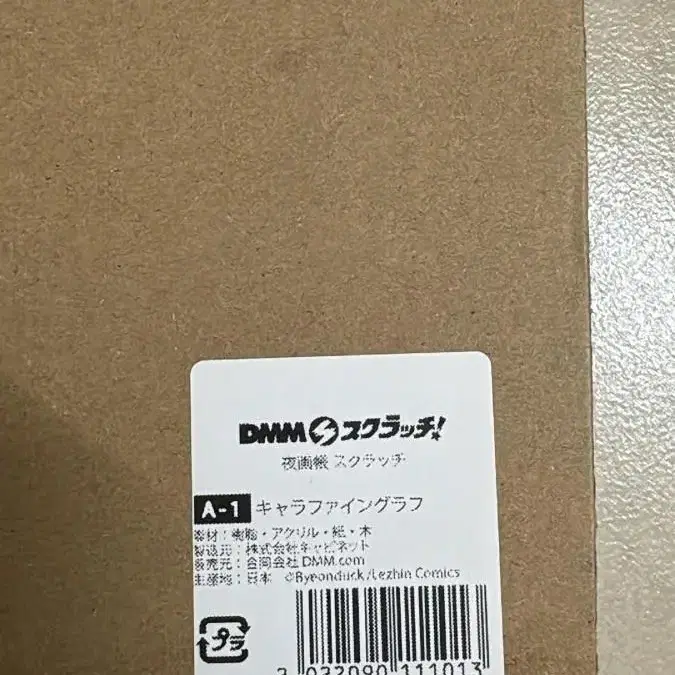 DMM スクラッチ!
夜画帳 スクラッチ
A-1 キャラファイングラフ
素材:樹脂・アクリル・紙・木
製造元:株式会社キャビネット
販売元:合同会社DMM.com
生産地:日本 ©Byeonduck/Lezhin Comics
プラ
2 022090 111013